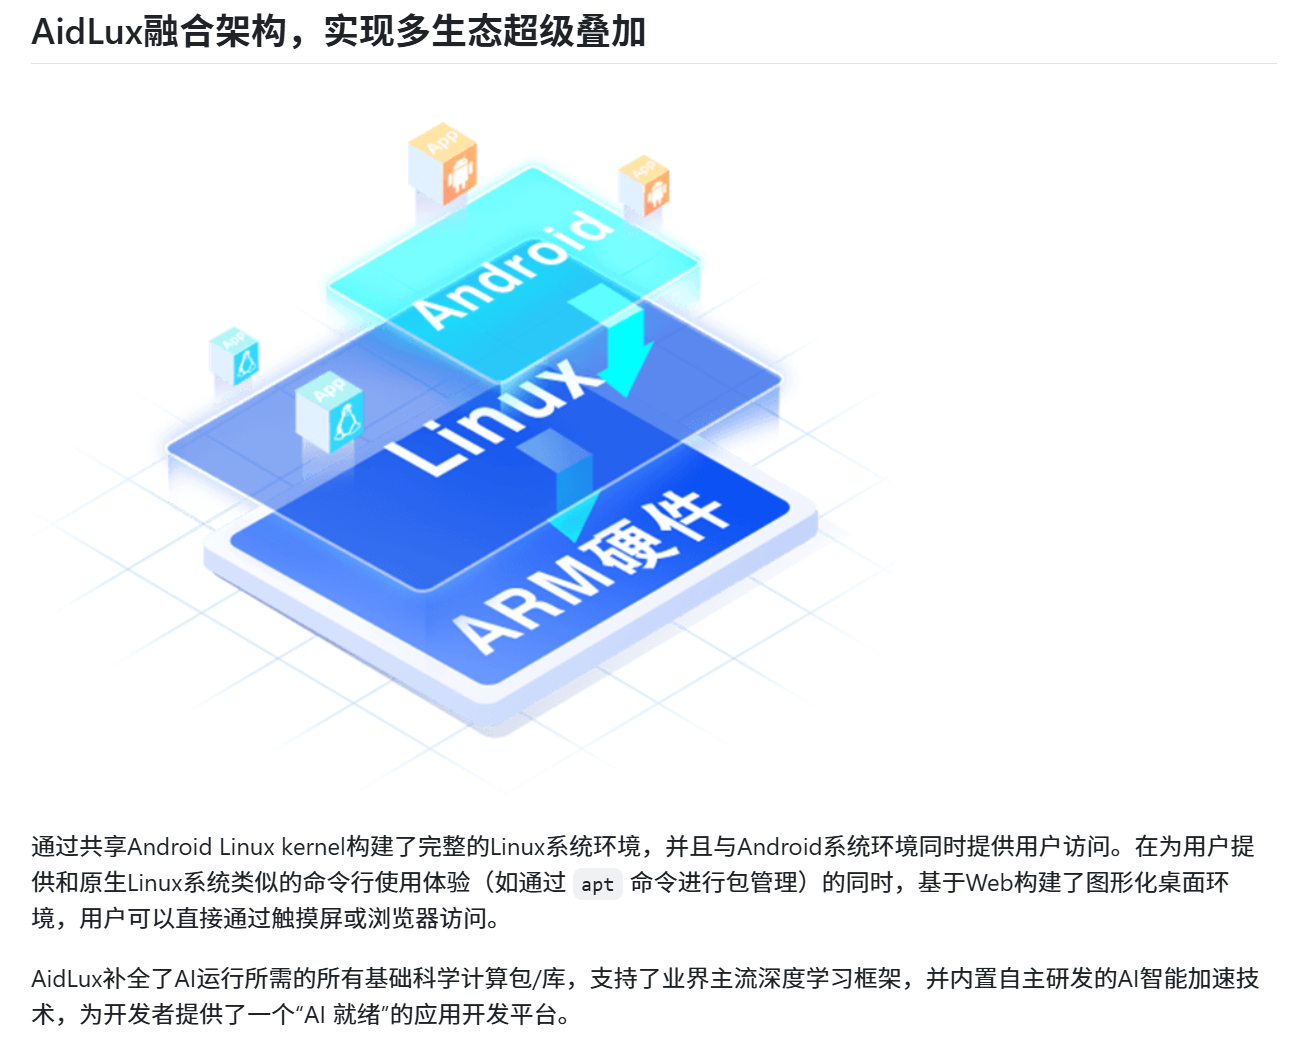 AidLux融合架构，实现多生态超级叠加
App
App
Android
App
App
Linux
ARM硬件
通过共享Android Linux kernel构建了完整的Linux系统环境，并且与Android系统环境同时提供用户访问。在为用户提
供和原生Linux系统类似的命令行使用体验（如通过 apt 命令进行包管理）的同时，基于Web构建了图形化桌面环
境，用户可以直接通过触摸屏或浏览器访问。
AidLux补全了AI运行所需的所有基础科学计算包/库，支持了业界主流深度学习框架，并内置自主研发的AI智能加速技
术，为开发者提供了一个“AI 就绪”的应用开发平台。